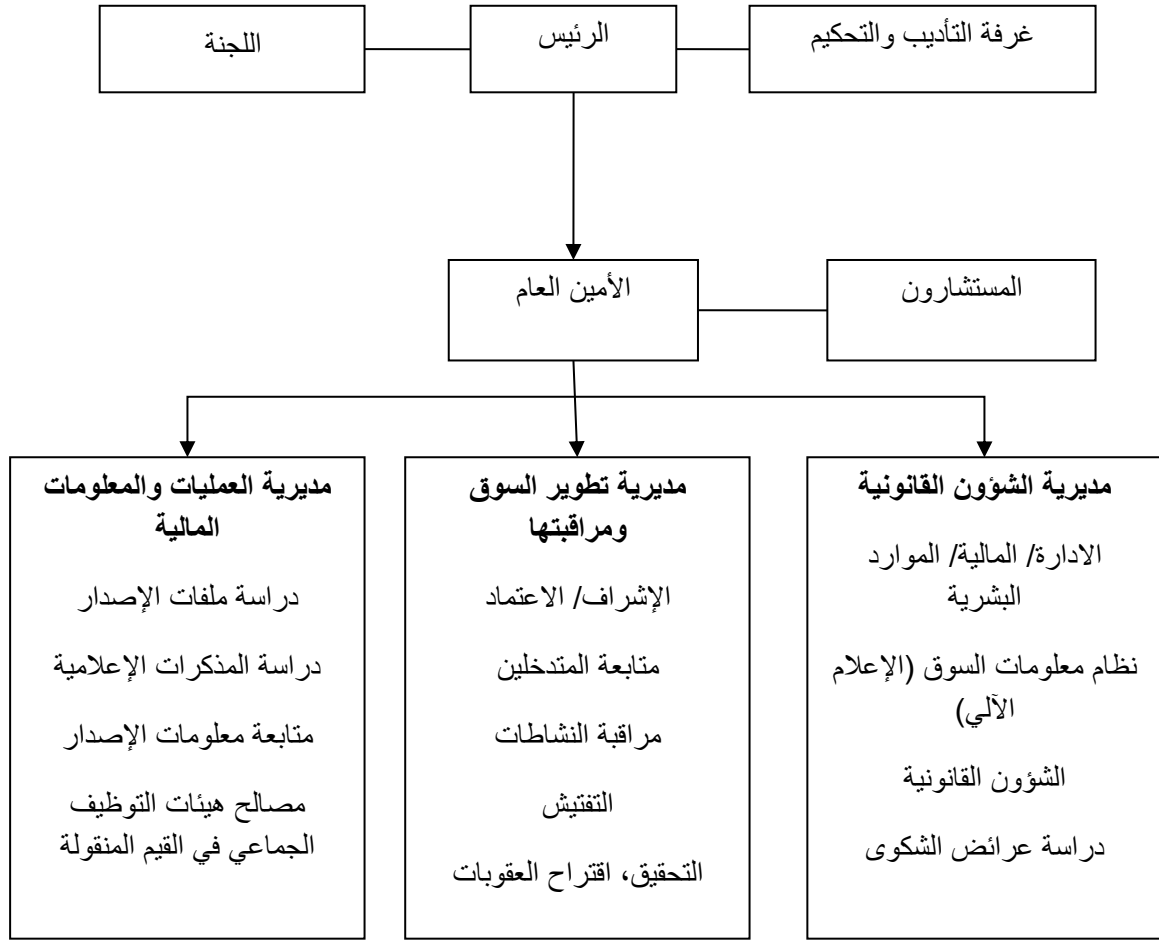 غرفة التأديب والتحكيم
الرئيس
اللجنة
الأمين العام
المستشارون
مديرية الشؤون القانونية
الادارة/ المالية/ الموارد
البشرية
نظام معلومات السوق (الإعلام
الآلي)
الشؤون القانونية
دراسة عرائض الشكوى
مديرية تطوير السوق
ومراقبتها
الإشراف/ الاعتماد
متابعة المتدخلين
مراقبة النشاطات
التفتيش
التحقيق، اقتراح العقوبات
مديرية العمليات والمعلومات
المالية
دراسة ملفات الإصدار
دراسة المذكرات الإعلامية
متابعة معلومات الإصدار
مصالح هيئات التوظيف
الجماعي في القيم المنقولة